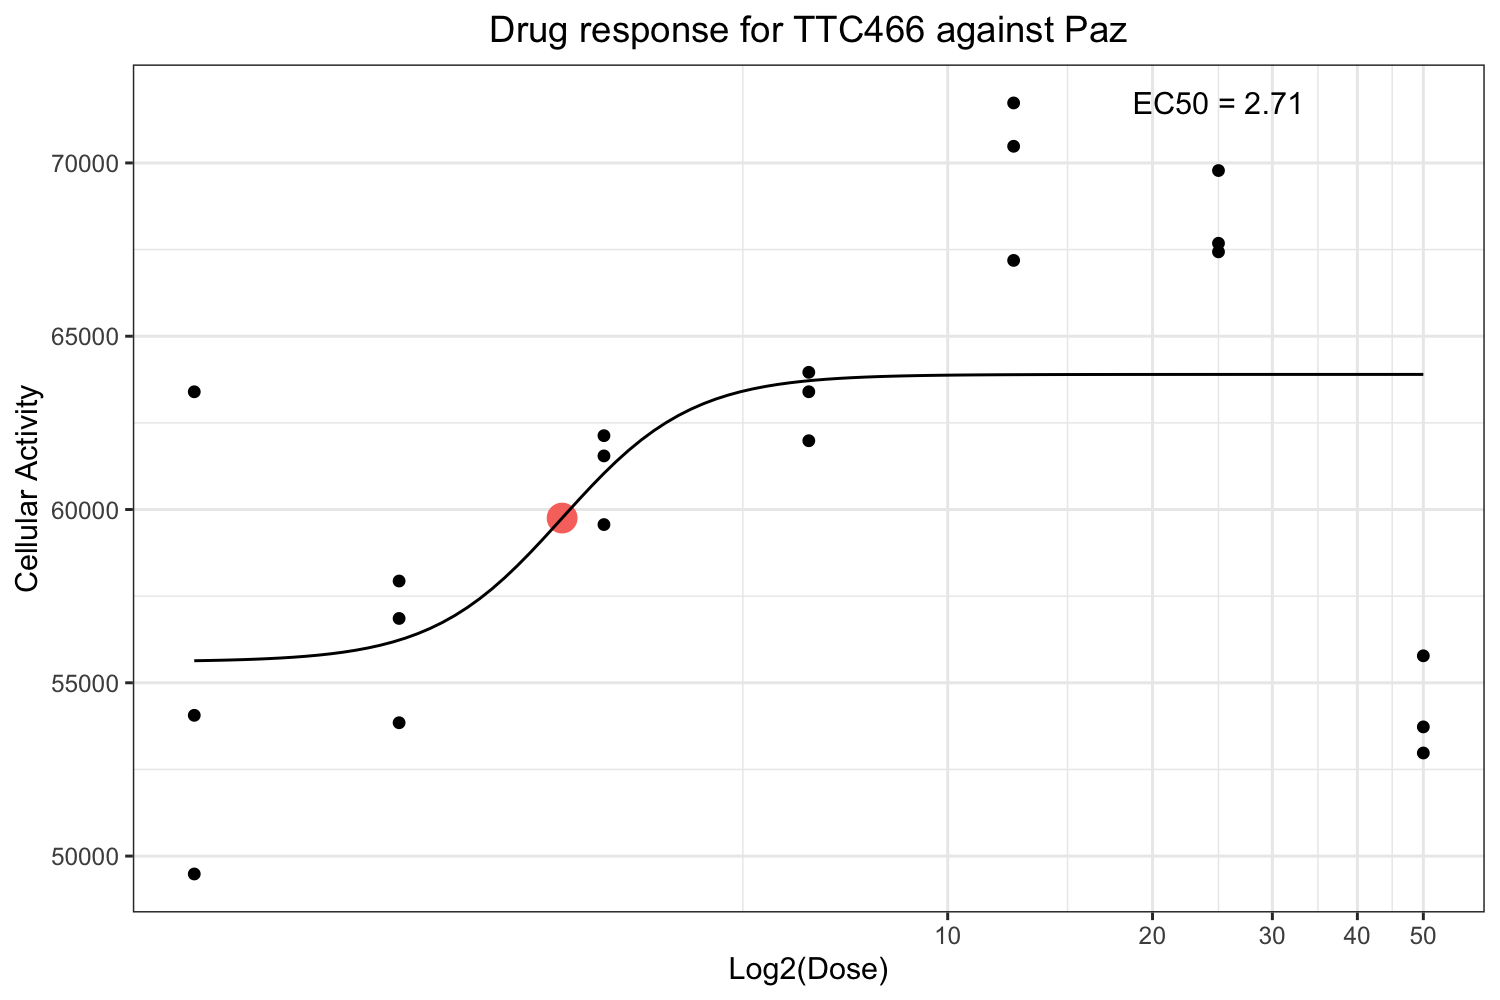 Drug response for TTC466 against Paz
EC50 = 2.71
70000
65000
60000
55000
50000
Cellular Activity
10 20 30 40 50
Log2(Dose)